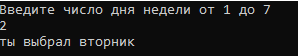 Введите число дня недели от 1 до 7
2
ты выбрал вторник